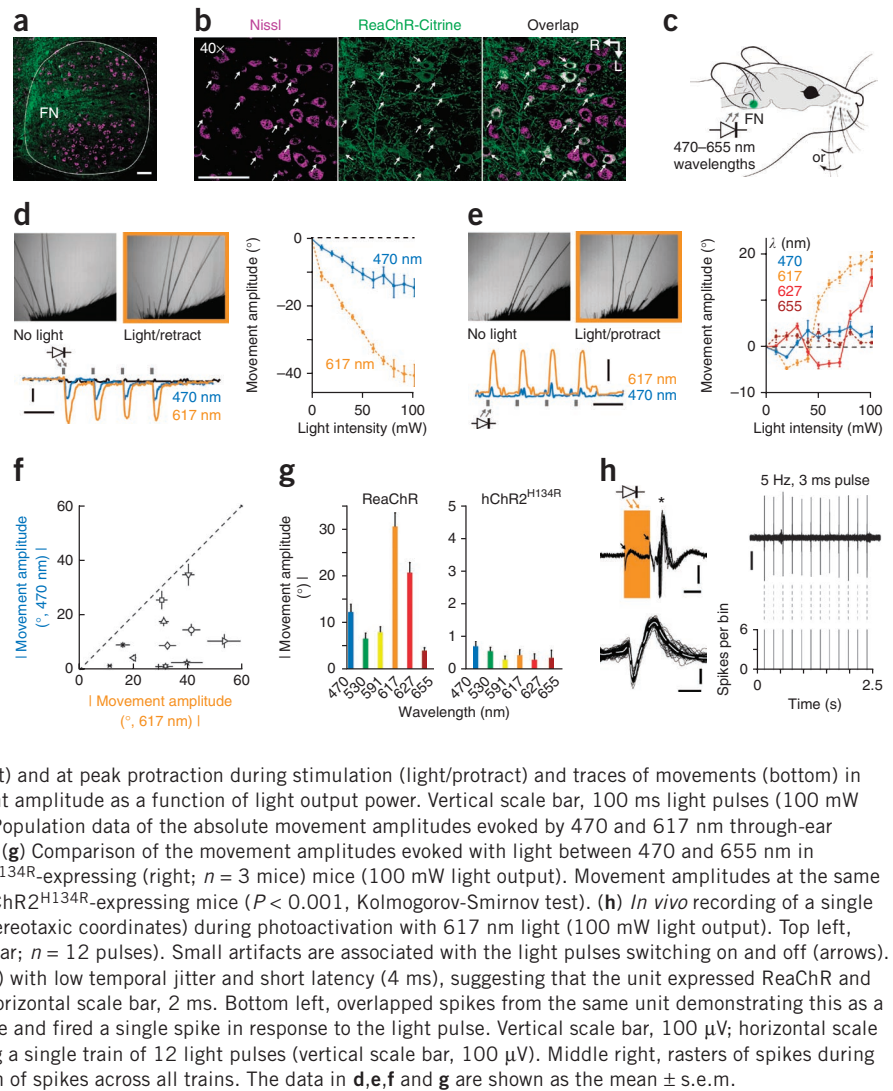 a
FN
b
Nissl
ReaChR-Citrine
Overlap
40×
R
L
c
FN
470–655 nm
wavelengths
or
d
No light
Light/retract
470 nm
617 nm
Movement amplitude (°)
0
−20
−40
470 nm
617 nm
0
50
100
Light intensity (mW)
e
No light
Light/protract
617 nm
470 nm
Movement amplitude (°)
20
10
0
−10
λ (nm)
470
617
627
655
0
50
100
Light intensity (mW)
f
| Movement amplitude
(°, 470 nm) |
60
40
20
0
0
20
40
60
| Movement amplitude
(°, 617 nm) |
g
ReaChR
hChR2H134R
| Movement amplitude
(°) |
30
20
10
0
5
4
3
2
1
0
470
530
591
617
627
655
470
530
591
617
627
655
Wavelength (nm)
h
*
5 Hz, 3 ms pulse
Spikes per bin
6
0
0
2.5
Time (s)
t) and at peak protraction during stimulation (light/protract) and traces of movements (bottom) in
nt amplitude as a function of light output power. Vertical scale bar, 100 ms light pulses (100 mW
Population data of the absolute movement amplitudes evoked by 470 and 617 nm through-ear
(g) Comparison of the movement amplitudes evoked with light between 470 and 655 nm in
H134R-expressing (right; n = 3 mice) mice (100 mW light output). Movement amplitudes at the same
ChR2H134R-expressing mice (P < 0.001, Kolmogorov-Smirnov test). (h) In vivo recording of a single
ereotaxic coordinates) during photoactivation with 617 nm light (100 mW light output). Top left,
ar; n = 12 pulses). Small artifacts are associated with the light pulses switching on and off (arrows).
) with low temporal jitter and short latency (4 ms), suggesting that the unit expressed ReaChR and
orizontal scale bar, 2 ms. Bottom left, overlapped spikes from the same unit demonstrating this as a
e and fired a single spike in response to the light pulse. Vertical scale bar, 100 μV; horizontal scale
g a single train of 12 light pulses (vertical scale bar, 100 μV). Middle right, rasters of spikes during
n of spikes across all trains. The data in d,e,f and g are shown as the mean ± s.e.m.